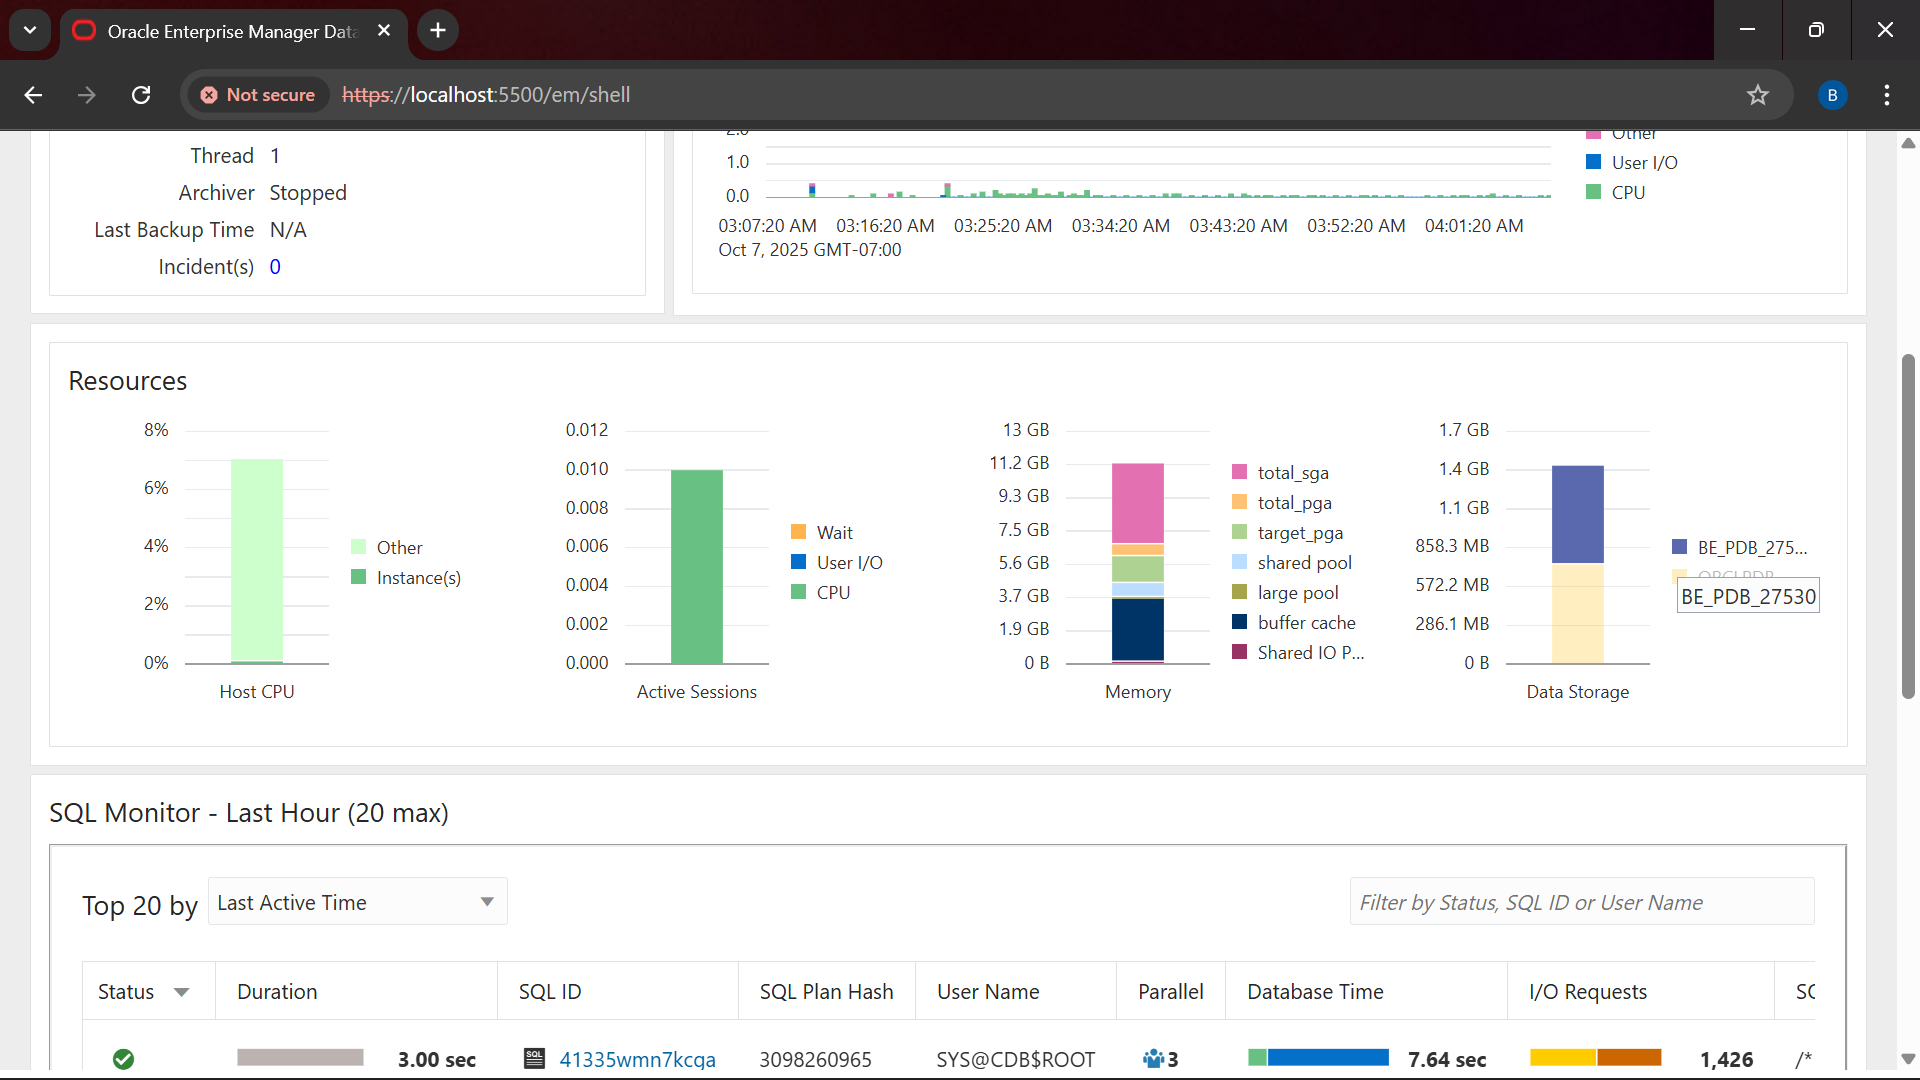 Oracle Enterprise Manager Data
Not secure
https://localhost:5500/em/shell
B
Thread 1
Archiver Stopped
Last Backup Time N/A
Incident(s) 0
2.0
1.0
0.0
03:07:20 AM 03:16:20 AM 03:25:20 AM 03:34:20 AM 03:43:20 AM 03:52:20 AM 04:01:20 AM
Oct 7, 2025 GMT-07:00
Other
User I/O
CPU
Resources
8%
6%
4%
2%
0%
Host CPU
Other
Instance(s)
0.012
0.010
0.008
0.006
0.004
0.002
0.000
Active Sessions
Wait
User I/O
CPU
13 GB
11.2 GB
9.3 GB
7.5 GB
5.6 GB
3.7 GB
1.9 GB
0 B
Memory
total_sga
total_pga
target_pga
shared pool
large pool
buffer cache
Shared IO P...
1.7 GB
1.4 GB
1.1 GB
858.3 MB
572.2 MB
286.1 MB
0 B
Data Storage
BE_PDB_275...
BE_PDB_27530
SQL Monitor - Last Hour (20 max)
Top 20 by Last Active Time
Filter by Status, SQL ID or User Name
Status Duration SQL ID SQL Plan Hash User Name Parallel Database Time I/O Requests
3.00 sec SQL 41335wmn7kcga 3098260965 SYS@CDB$ROOT 3 7.64 sec 1,426 /*